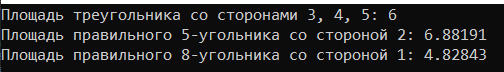 Площадь треугольника со сторонами 3, 4, 5: 6
Площадь правильного 5-угольника со стороной 2: 6.88191
Площадь правильного 8-угольника со стороной 1: 4.82843